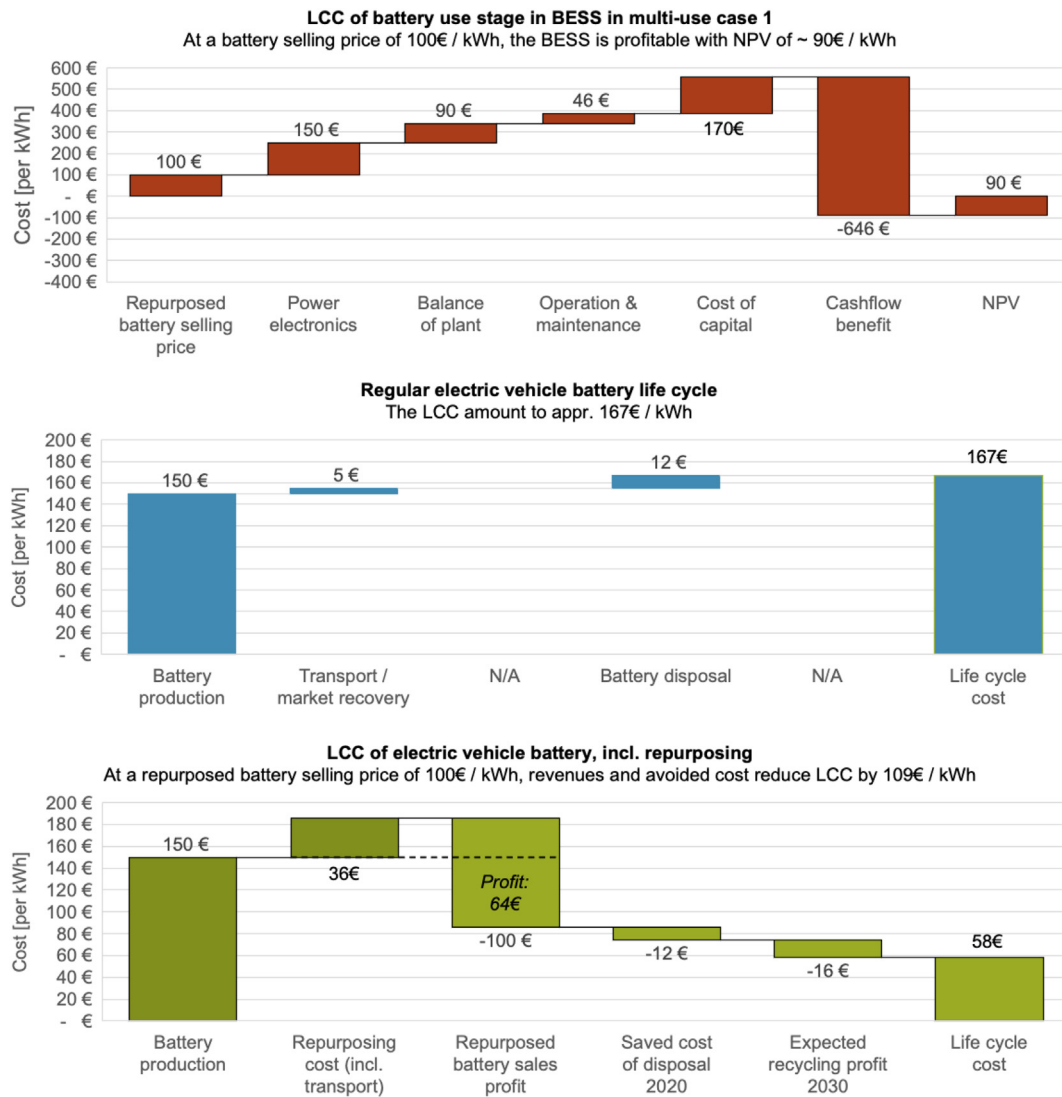 LCC of battery use stage in BESS in multi-use case 1
At a battery selling price of 100€ / kWh, the BESS is profitable with NPV of ~ 90€ / kWh
Cost [per kWh]
600 €
500 €
400 €
300 €
200 €
100 €
- €
-100 €
-200 €
-300 €
-400 €
100 €
150 €
90 €
46 €
170€
-646 €
90 €
Repurposed
battery selling
price
Power
electronics
Balance
of plant
Operation &
maintenance
Cost of
capital
Cashflow
benefit
NPV
Regular electric vehicle battery life cycle
The LCC amount to appr. 167€ / kWh
Cost [per kWh]
200 €
180 €
160 €
140 €
120 €
100 €
80 €
60 €
40 €
20 €
- €
150 €
5 €
12 €
167€
Battery
production
Transport /
market recovery
N/A
Battery disposal
N/A
Life cycle
cost
LCC of electric vehicle battery, incl. repurposing
At a repurposed battery selling price of 100€ / kWh, revenues and avoided cost reduce LCC by 109€ / kWh
Cost [per kWh]
200 €
180 €
160 €
140 €
120 €
100 €
80 €
60 €
40 €
20 €
- €
150 €
36€
Profit:
64€
-100 €
-12 €
-16 €
58€
Battery
production
Repurposing
cost (incl.
transport)
Repurposed
battery sales
profit
Saved cost
of disposal
2020
Expected
recycling profit
2030
Life cycle
cost